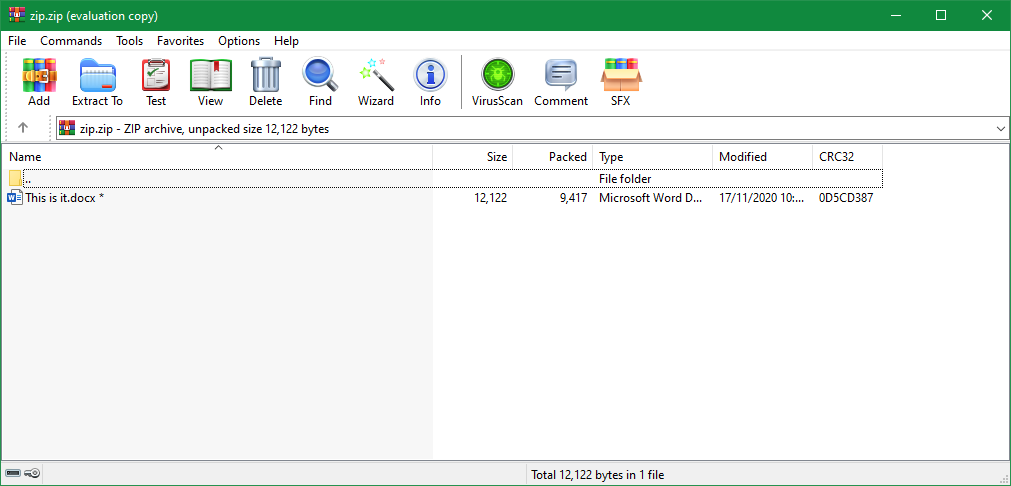 zip.zip (evaluation copy)
File Commands Tools Favorites Options Help
Add Extract To Test View Delete Find Wizard Info VirusScan Comment SFX
zip.zip - ZIP archive, unpacked size 12,122 bytes
Name Size Packed Type Modified CRC32
.. File folder
This is it.docx * 12,122 9,417 Microsoft Word D... 17/11/2020 10:... 0D5CD387
Total 12,122 bytes in 1 file